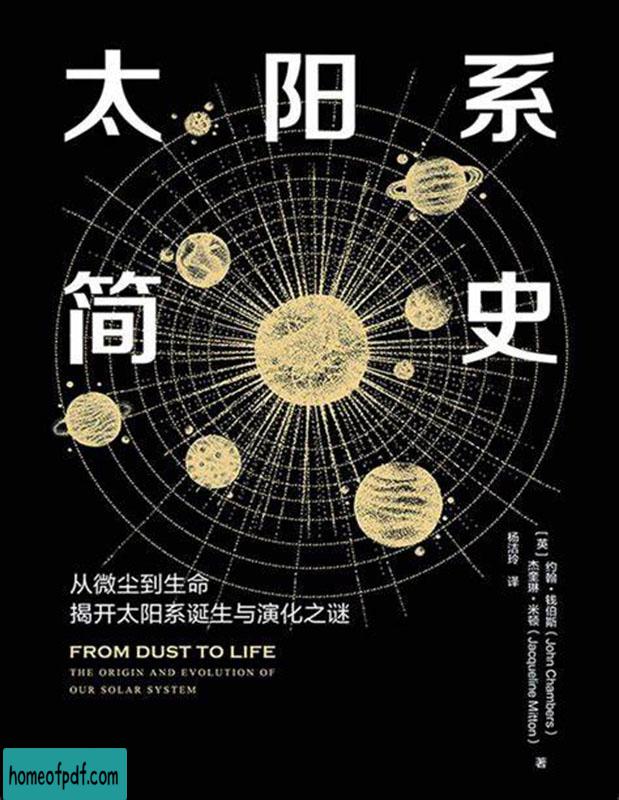 太阳系
简史
从微尘到生命
揭开太阳系诞生与演化之谜
FROM DUST TO LIFE
THE ORIGIN AND EVOLUTION OF
OUR SOLAR SYSTEM
[英]约翰·钱伯斯(John Chambers)
杰奎琳·米顿(Jacqueline Mitton) 著
杨洁玲 译
homeofpdf.com